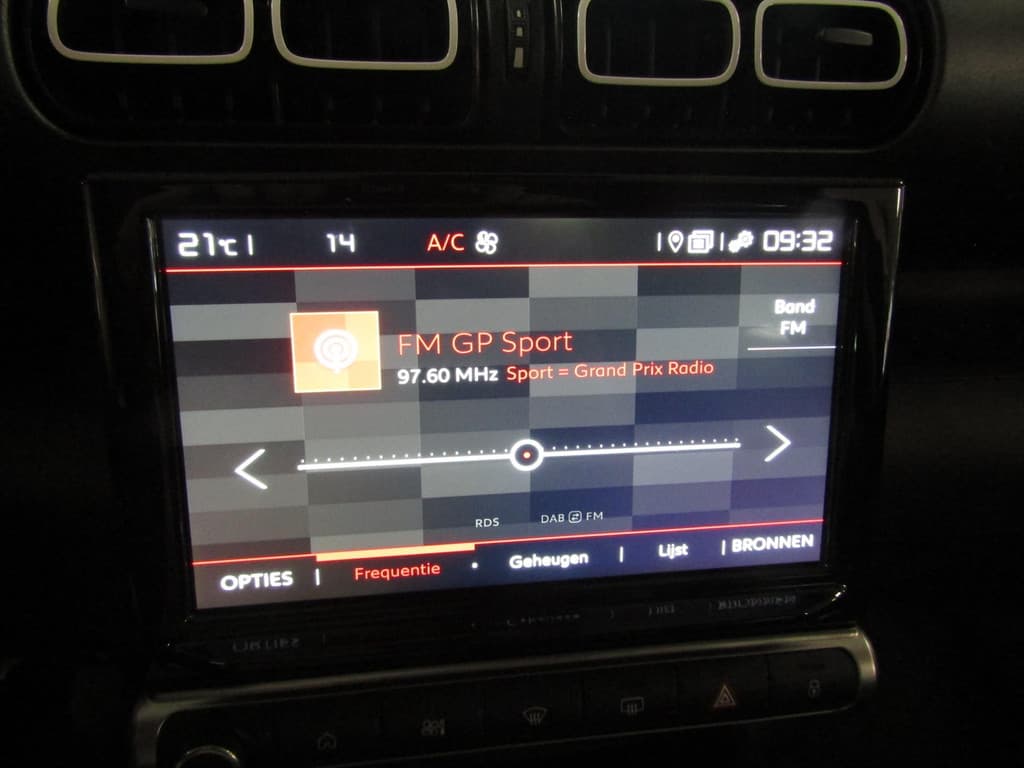 21°C 14 A/C 09:32
Band
FM
FM GP Sport
97.60 MHz Sport = Grand Prix Radio
RDS DAB FM
OPTIES Frequentie Geheugen Lijst BRONNEN